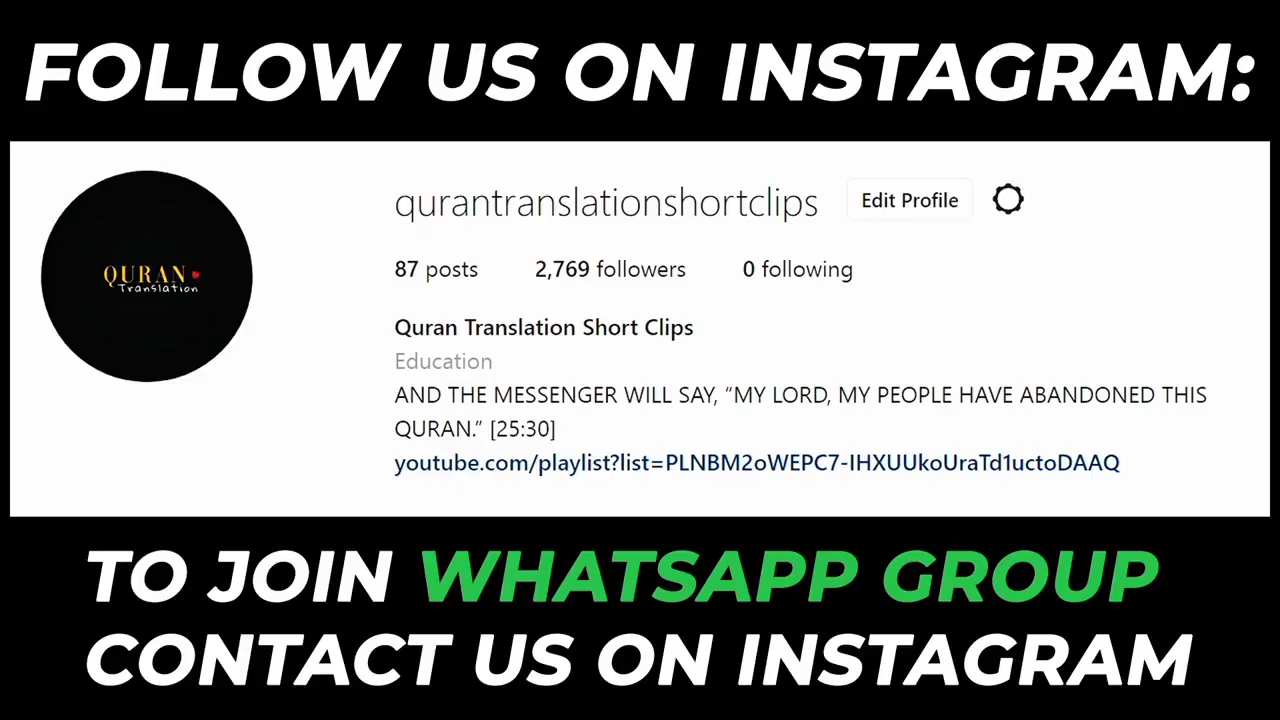 FOLLOW US ON INSTAGRAM:
QURAN
Translation
qurantranslationshortclips Edit Profile
87 posts 2,769 followers 0 following
Quran Translation Short Clips
Education
AND THE MESSENGER WILL SAY, “MY LORD, MY PEOPLE HAVE ABANDONED THIS
QURAN.” [25:30]
youtube.com/playlist?list=PLNBM2oWEPC7-IHXUUkoUraTd1uctoDAAQ
TO JOIN WHATSAPP GROUP
CONTACT US ON INSTAGRAM